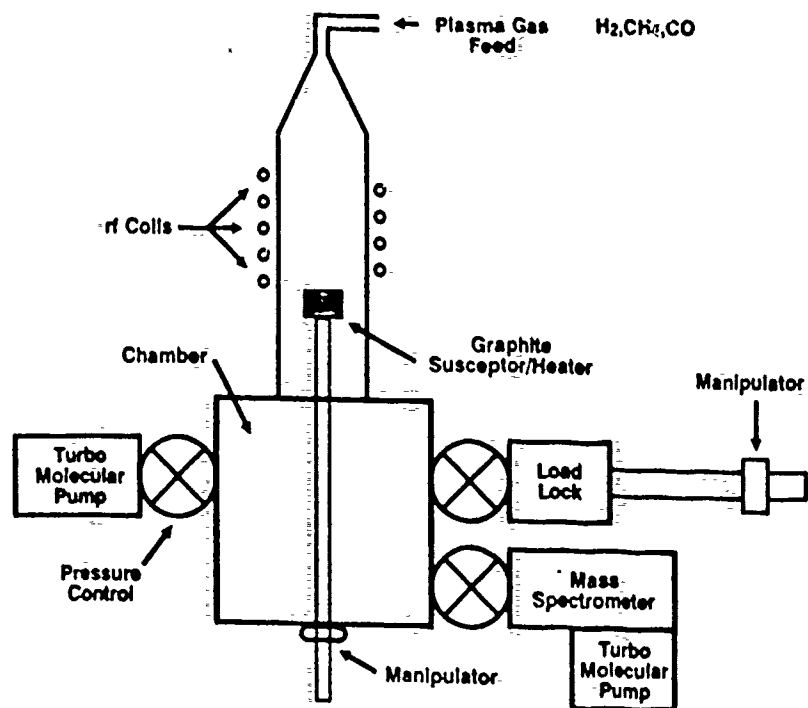 Plasma Gas H2,CH4,CO
Feed
rf Coils
Graphite
Susceptor/Heater
Chamber
Manipulator
Turbo
Molecular
Pump
Load
Lock
Pressure
Control
Mass
Spectrometer
Turbo
Molecular
Pump
Manipulator